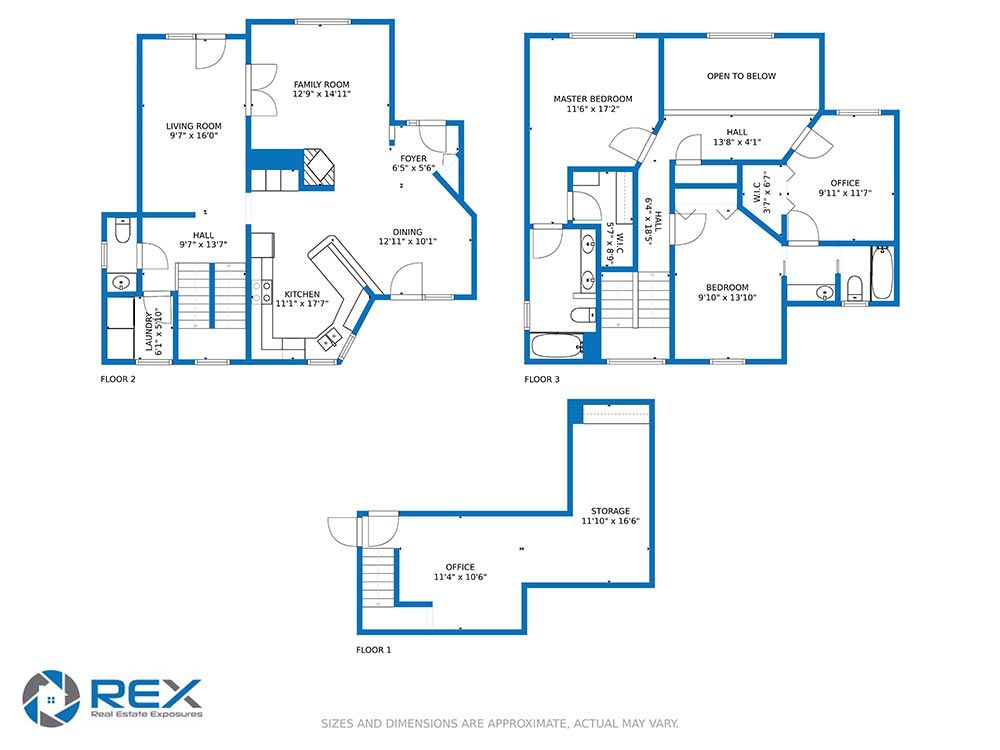 FAMILY ROOM
12'9" x 14'11"
LIVING ROOM
9'7" x 16'0"
FOYER
6'5" x 5'6"
DINING
12'11" x 10'1"
HALL
9'7" x 13'7"
KITCHEN
11'1" x 17'7"
LAUNDRY
6'1" x 5'10"
FLOOR 2
OPEN TO BELOW
MASTER BEDROOM
11'6" x 17'2"
HALL
13'8" x 4'1"
OFFICE
9'11" x 11'7"
W.I.C
3'7" x 6'7"
HALL
6'4" x 18'5"
W.I.C
5'7" x 8'9"
BEDROOM
9'10" x 13'10"
FLOOR 3
STORAGE
11'10" x 16'6"
OFFICE
11'4" x 10'6"
FLOOR 1
REX
Real Estate Exposures
SIZES AND DIMENSIONS ARE APPROXIMATE, ACTUAL MAY VARY.